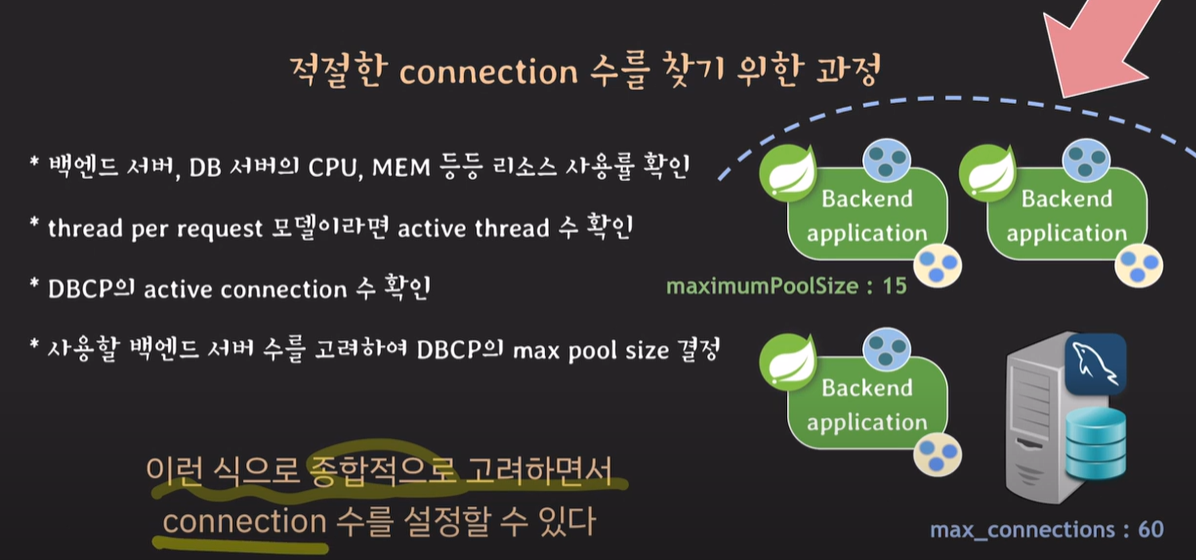 적절한 connection 수를 찾기 위한 과정
* 백엔드 서버, DB 서버의 CPU, MEM 등등 리소스 사용률 확인
* thread per request 모델이라면 active thread 수 확인
* DBCP의 active connection 수 확인
* 사용할 백엔드 서버 수를 고려하여 DBCP의 max pool size 결정
이런 식으로 종합적으로 고려하면서
connection 수를 설정할 수 있다
Backend
application
Backend
application
maximumPoolSize : 15
Backend
application
max_connections : 60